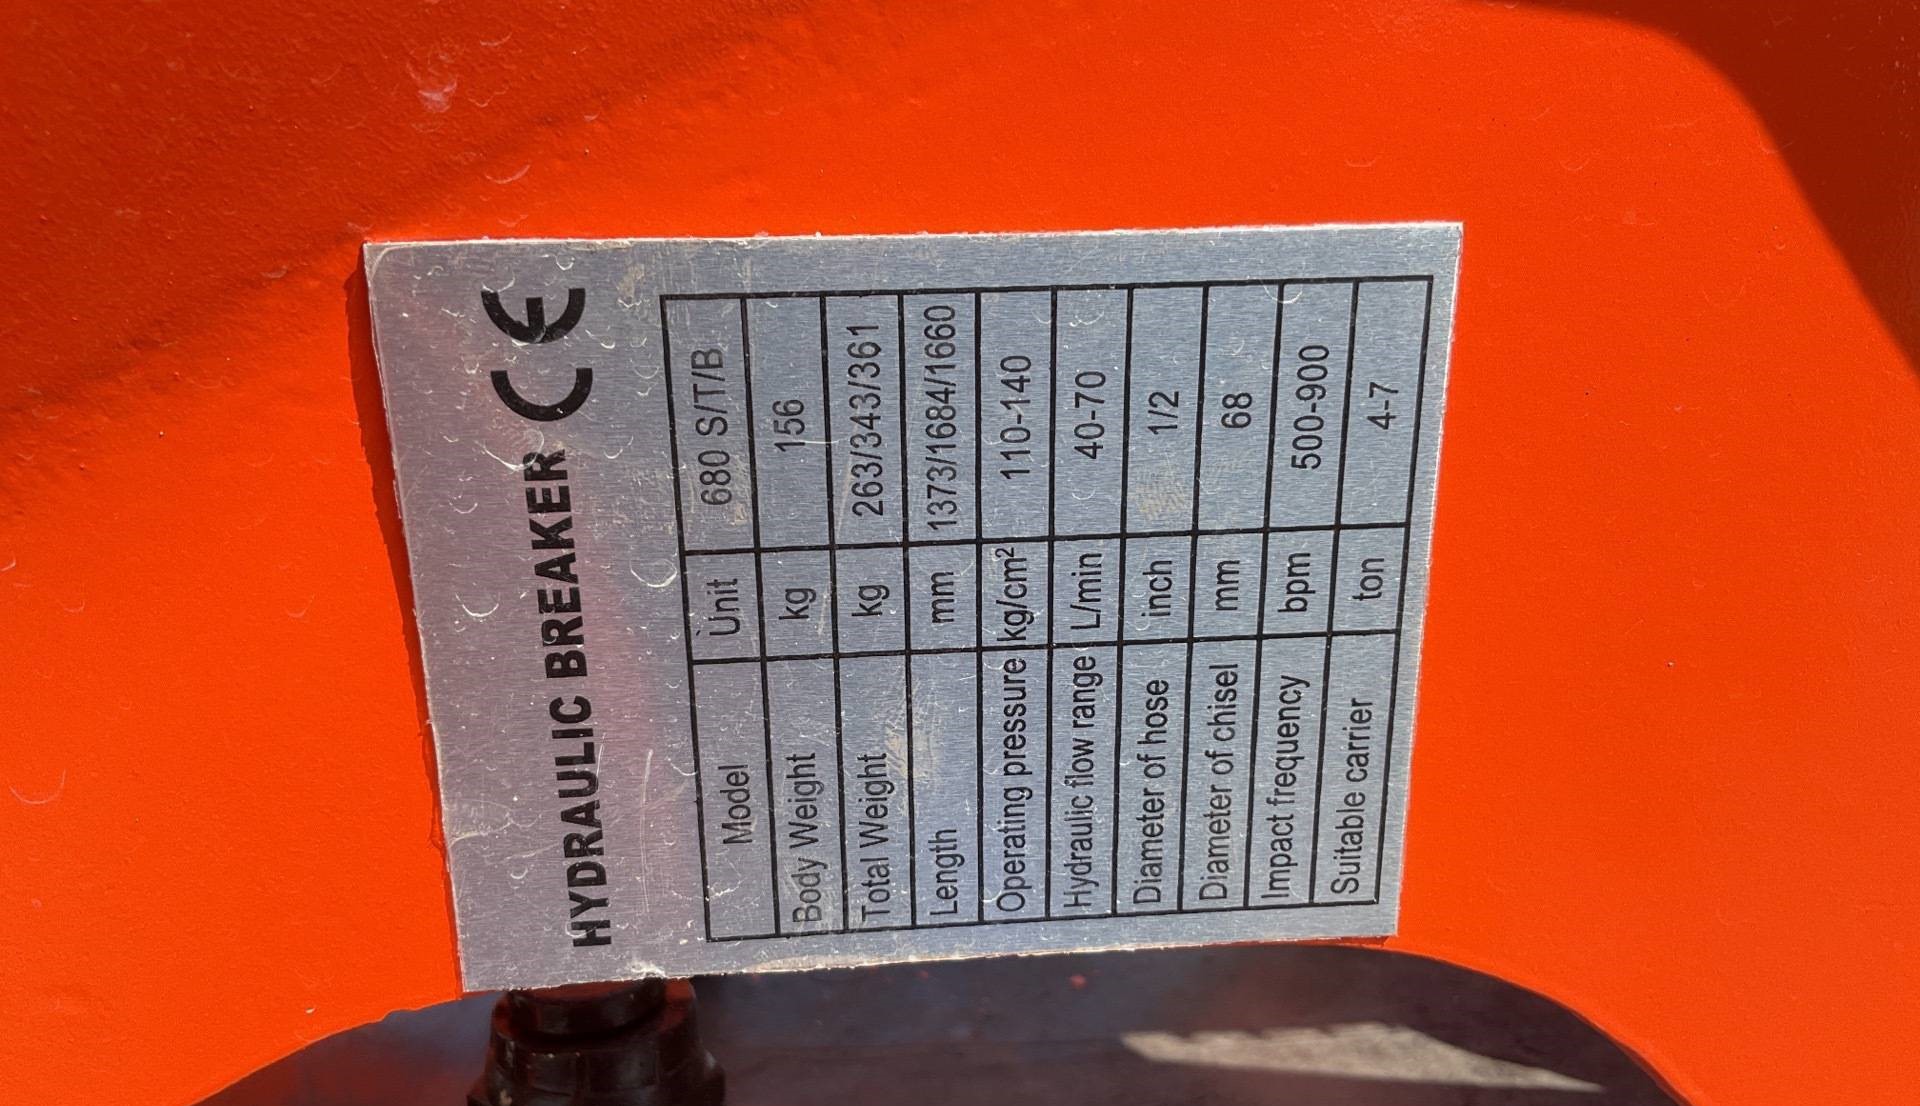 HYDRAULIC BREAKER CE
Model Unit 680 S/T/B
Body Weight kg 156
Total Weight kg 263/343/361
Length mm 1373/1684/1660
Operating pressure kg/cm² 110-140
Hydraulic flow range L/min 40-70
Diameter of hose inch 1/2
Diameter of chisel mm 68
Impact frequency bpm 500-900
Suitable carrier ton 4-7